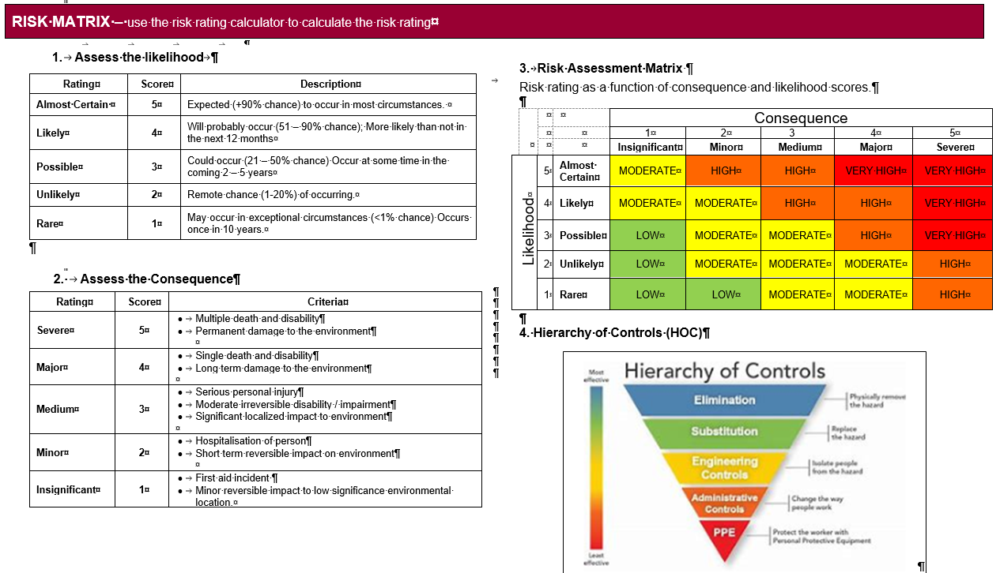 RISK MATRIX – use the risk rating calculator to calculate the risk rating
1. Assess the likelihood
Rating Score Description
Almost Certain 5 Expected (+90% chance) to occur in most circumstances.
Likely 4 Will probably occur (51 – 90% chance); More likely than not in
the next 12 months
Possible 3 Could occur (21 – 50% chance) Occur at some time in the
coming 2 – 5 years
Unlikely 2 Remote chance (1-20%) of occurring.
Rare 1 May occur in exceptional circumstances (<1% chance) Occurs
once in 10 years.
2. Assess the Consequence
Rating Score Criteria
Severe 5
• Multiple death and disability
• Permanent damage to the environment
Major 4
• Single death and disability
• Long term damage to the environment
Medium 3
• Serious personal injury
• Moderate irreversible disability / impairment
• Significant localized impact to environment
Minor 2
• Hospitalisation of person
• Short term reversible impact on environment
Insignificant 1
• First aid incident
• Minor reversible impact to low significance environmental
location.
3. Risk Assessment Matrix
Risk rating as a function of consequence and likelihood scores.
Consequence
1 2 3 4 5
Insignificant Minor Medium Major Severe
Likelihood
5 Almost
Certain MODERATE HIGH HIGH VERY HIGH VERY HIGH
4 Likely MODERATE MODERATE HIGH HIGH VERY HIGH
3 Possible LOW MODERATE MODERATE HIGH VERY HIGH
2 Unlikely LOW MODERATE MODERATE MODERATE HIGH
1 Rare LOW LOW MODERATE MODERATE HIGH
4. Hierarchy of Controls (HOC)
Hierarchy of Controls
Most
effective
Elimination
Physically remove
the hazard
Substitution
Replace
the hazard
Engineering
Controls
Isolate people
from the hazard
Administrative
Controls
Change the way
people work
PPE
Protect the worker with
Personal Protective Equipment
Least
effective